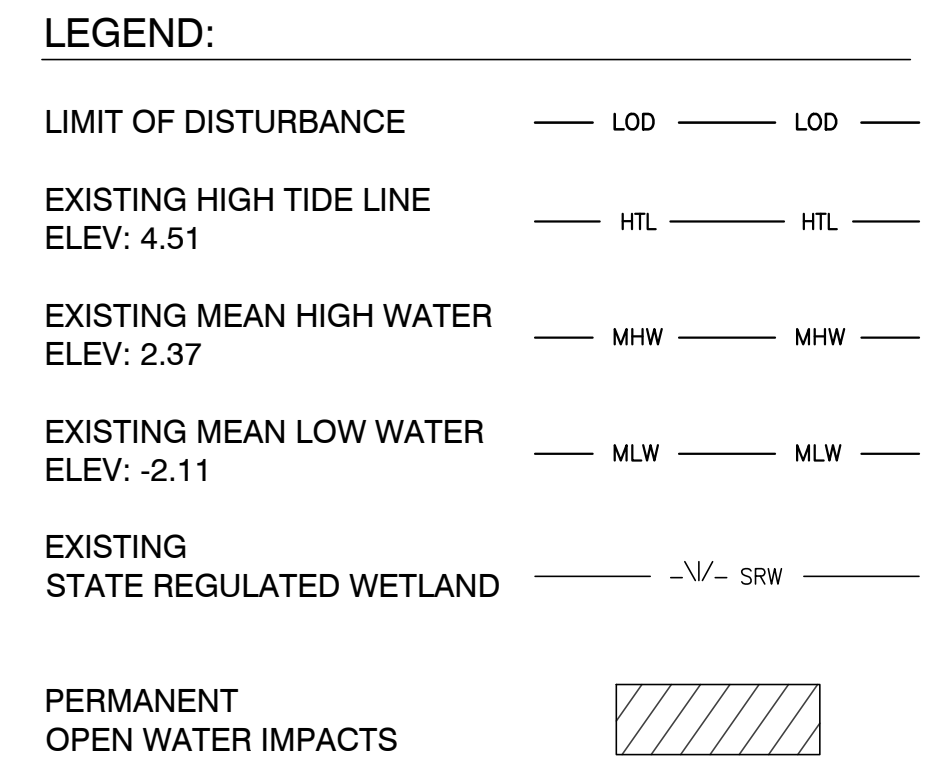 LEGEND:
LIMIT OF DISTURBANCE LOD LOD
EXISTING HIGH TIDE LINE
ELEV: 4.51 HTL HTL
EXISTING MEAN HIGH WATER
ELEV: 2.37 MHW MHW
EXISTING MEAN LOW WATER
ELEV: -2.11 MLW MLW
EXISTING
STATE REGULATED WETLAND SRW
PERMANENT
OPEN WATER IMPACTS